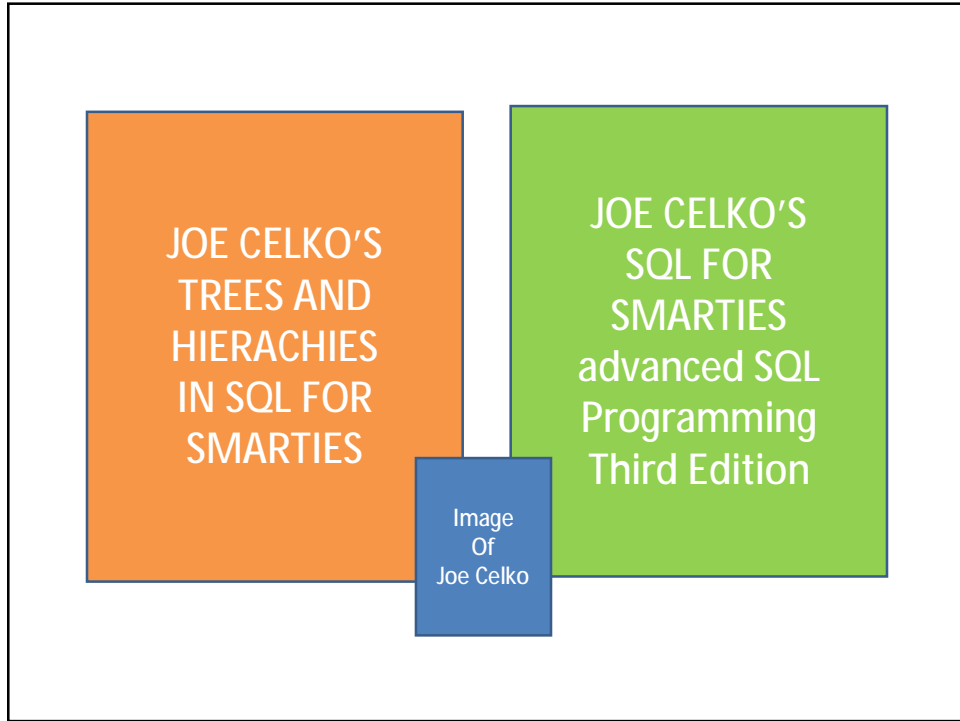 JOE CELKO’S
TREES AND
HIERACHIES
IN SQL FOR
SMARTIES
JOE CELKO’S
SQL FOR
SMARTIES
advanced SQL
Programming
Third Edition
Image
Of
Joe Celko